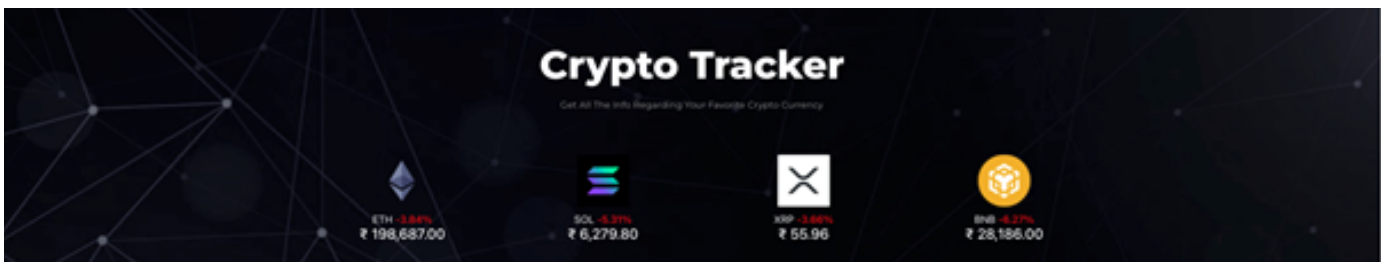 Crypto Tracker
Get All The Info Regarding Your Favorite Crypto Currency
ETH -3.84%
₹ 198,687.00
SOL -5.31%
₹ 6,279.80
XRP -3.66%
₹ 55.96
BNB -6.27%
₹ 28,186.00